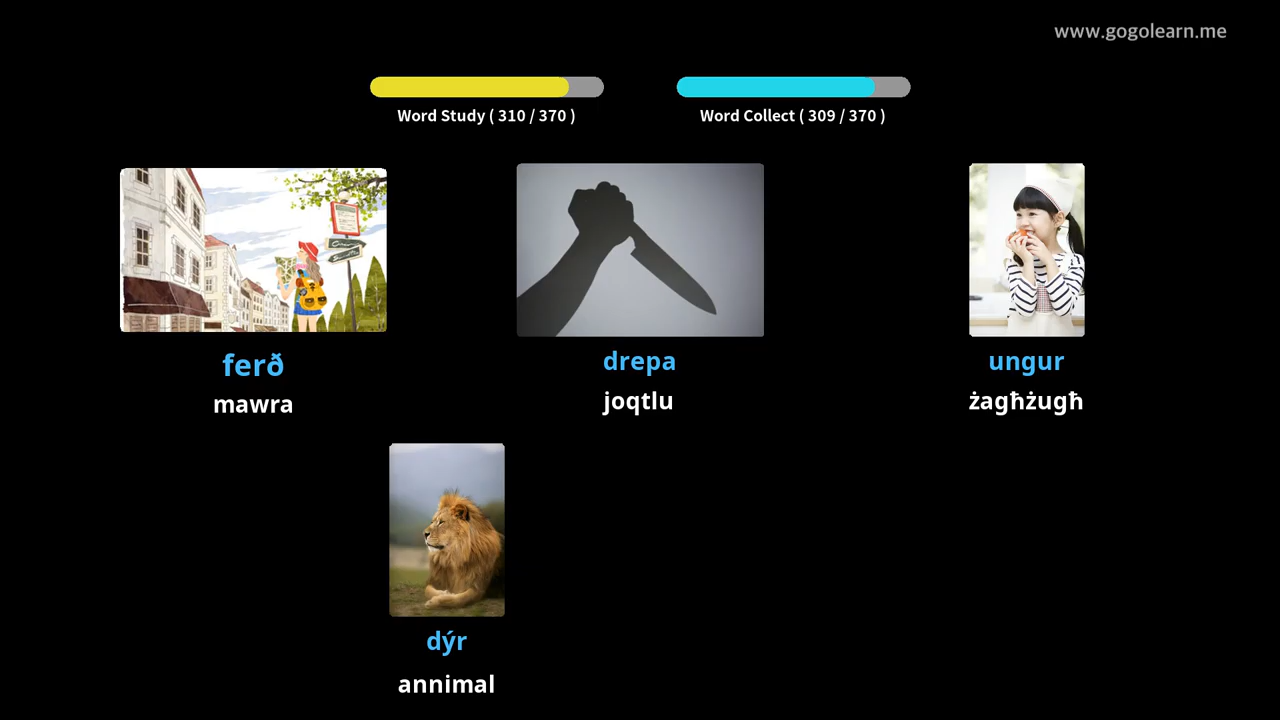 www.gogolearn.me
Word Study ( 310 / 370 )
Word Collect ( 309 / 370 )
ferð
drepa
ungur
mawra
joqtlu
żagħżugħ
dýr
annimal